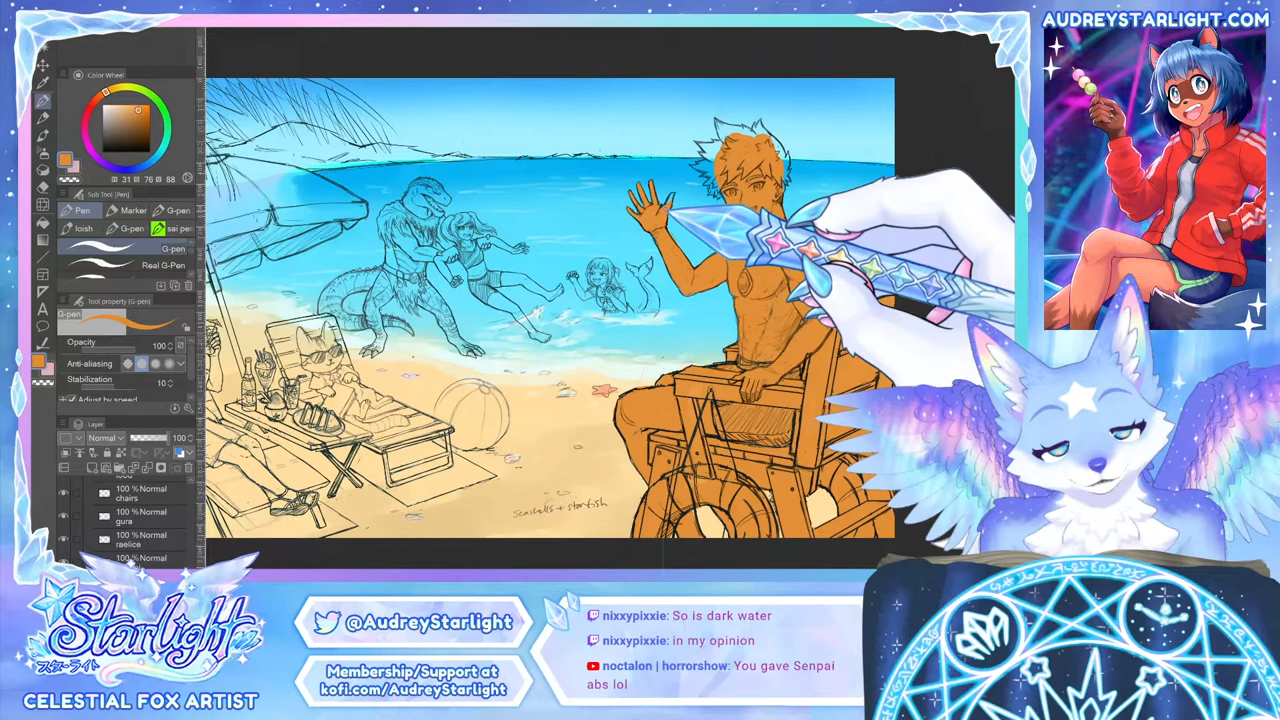 AUDREYSTARLIGHT.COM
Color Wheel
31 76 88
Sub Tool [Pen]
Pen
Marker
G-pen
loish
G-pen
sai pen
G-pen
Real G-Pen
Tool property [G-pen]
G-pen
Opacity 100
Anti-aliasing
Stabilization 10
Adjust by speed
Layer
Normal 100
100 % Normal
chairs
100 % Normal
gura
100 % Normal
raelice
seashells + starfish
Starlight
スターライト
CELESTIAL FOX ARTIST
@AudreyStarlight
Membership/Support at
kofi.com/AudreyStarlight
nixxypixxie: So is dark water
nixxypixxie: in my opinion
noctalon | horrorshow: You gave Senpai
abs lol